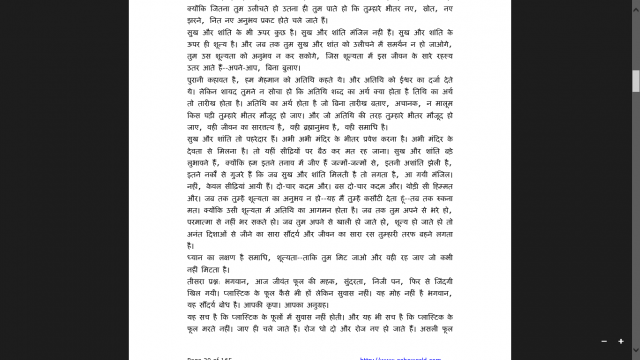 क्योंकि जितना तुम उलीचते हो उतना ही तुम पाते हो कि तुम्हारे भीतर नए, स्रोत, नए
झरने, नित नए अनुभव प्रकट होते चले जाते हैं।
सुख और शांति के भी ऊपर कुछ है। सुख और शांति मंजिल नहीं हैं। सुख और शांति के
ऊपर ही शून्य है। और जब तक तुम सुख और शांत को उलीचने में समर्थन न हो जाओगे,
तुम उस शून्यता को अनुभव न कर सकोगे, जिस शून्यता में इस जीवन के सारे रहस्य
उतर आते हैं--अपने-आप, बिना बुलाए।
पुरानी कहावत है, हम मेहमान को अतिथि कहते थे। और अतिथि को ईश्वर का दर्जा देते
थे। लेकिन शायद तुमने न सोचा हो कि अतिथि शब्द का अर्थ क्या होता है तिथि का अर्थ
तो तारीख होता है। अतिथि का अर्थ होता है जो बिना तारीख बताए, अचानक, न मालूम
किस घड़ी तुम्हारे भीतर मौजूद हो जाए। और जो अतिथि की तरह तुम्हारे भीतर मौजूद हो
जाए, वही जीवन का सारतत्व है, वही ब्रह्मानुभव है, वही समाधि है।
सुख और शांति तो पहरेदार हैं। अभी अभी मंदिर के भीतर प्रवेश करना है। अभी मंदिर के
देवता से मिलना है। तो यहीं सीढ़ियों पर बैठ कर मत रह जाना। सुख और शांति बड़े
लुभावने हैं, क्योंकि हम इतने तनाव में जीए हैं जन्मों-जन्मों से, इतनी अशांति झेली है,
इतने नर्कों से गुजरे हैं कि जब सुख और शांति मिलती है तो लगता है, आ गयी मंजिल।
नहीं, केवल सीढ़ियां आयी हैं। दो-चार कदम और। बस दो-चार कदम और। थोड़ी सी हिम्मत
और। जब तक तुम्हें शून्यता का अनुभव न हो--यह मैं तुम्हें कसौटी देता हूं--तब तक रुकना
मत। क्योंकि उसी शून्यता में अतिथि का आगमन होता है। जब तक तुम अपने से भरे हो,
परमात्मा से नहीं भर सकते हो। जब तुम अपने से खाली हो जाते हो, शून्य हो जाते हो तो
अनंत दिशाओं से जीने का सारा सौंदर्य और जीवन का सारा रस तुम्हारी तरफ बहने लगता
है।
ध्यान का लक्षण है समाधि, शून्यता--ताकि तुम मिट जाओ और वही रह जाए जो कभी
नहीं मिटता है।
तीसरा प्रश्न: भगवान, आज जीवंत फूल की महक, सुंदरता, निजी पन, फिर से जिंदगी
खिल गयी। प्लास्टिक के फूल कैसे भी हों लेकिन सुवास नहीं। यह मोह नहीं है भगवान,
यह सौंदर्य बोध है। आपकी कृपा। आपका अनुग्रह।
यह सच है कि प्लास्टिक के फूलों में सुवास नहीं होती। और यह भी सच है कि प्लास्टिक के
फूल मरते नहीं। जाए ही चले जाते हैं। रोज धो दो और रोज नए हो जाते हैं। असली फूल